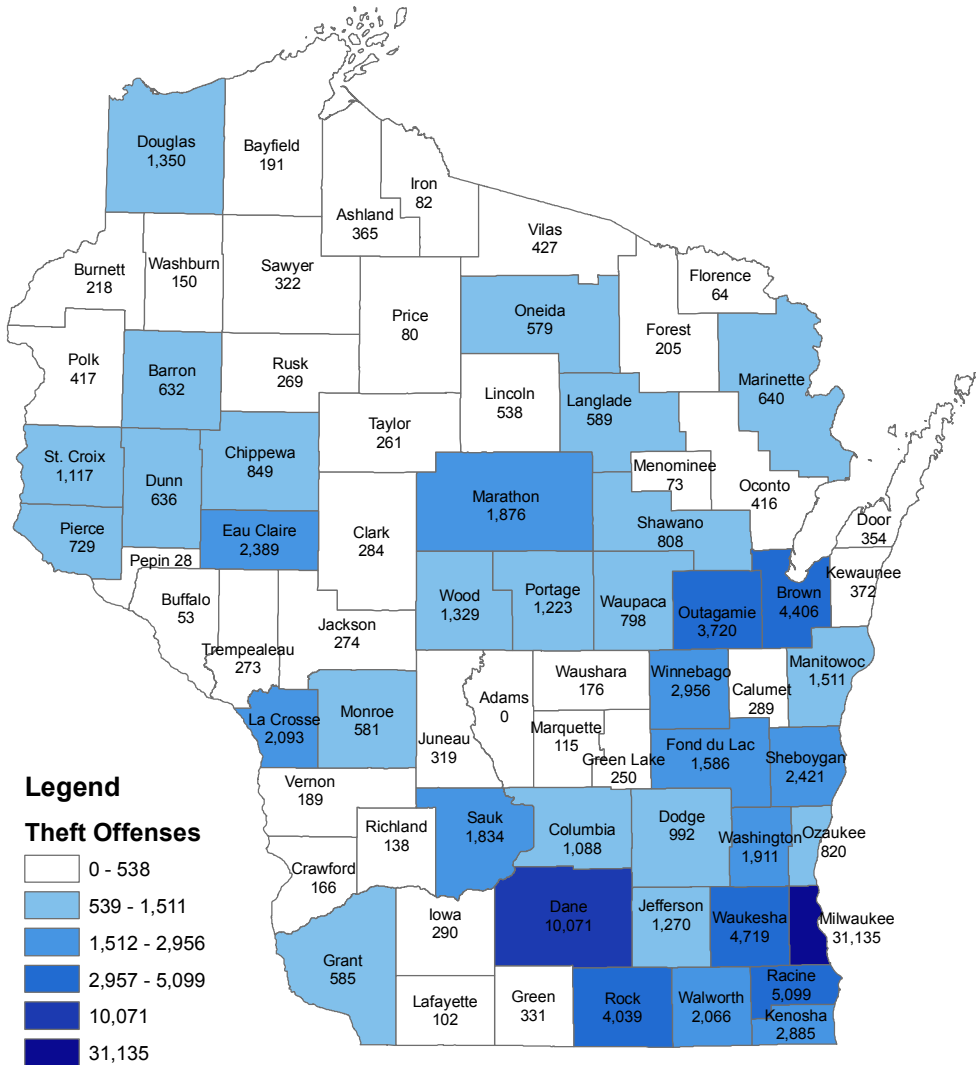 Douglas
1,350
Bayfield
191
Iron
82
Ashland
365
Vilas
427
Burnett
218
Washburn
150
Sawyer
322
Florence
64
Price
80
Oneida
579
Forest
205
Polk
417
Barron
632
Rusk
269
Marinette
640
Lincoln
538
Langlade
589
Taylor
261
St. Croix
1,117
Chippewa
849
Dunn
636
Menominee
73
Oconto
416
Marathon
1,876
Pierce
729
Eau Claire
2,389
Clark
284
Shawano
808
Door
354
Pepin 28
Kewaunee
372
Buffalo
53
Wood
1,329
Portage
1,223
Waupaca
798
Outagamie
3,720
Brown
4,406
Jackson
274
Trempealeau
273
Waushara
176
Winnebago
2,956
Calumet
289
Manitowoc
1,511
Adams
0
La Crosse
2,093
Monroe
581
Juneau
319
Marquette
115
Green Lake
250
Fond du Lac
1,586
Sheboygan
2,421
Vernon
189
Sauk
1,834
Richland
138
Columbia
1,088
Dodge
992
Washington
1,911
Ozaukee
820
Crawford
166
Iowa
290
Dane
10,071
Jefferson
1,270
Waukesha
4,719
Milwaukee
31,135
Grant
585
Lafayette
102
Green
331
Rock
4,039
Walworth
2,066
Racine
5,099
Kenosha
2,885
Legend
Theft Offenses
0 - 538
539 - 1,511
1,512 - 2,956
2,957 - 5,099
10,071
31,135